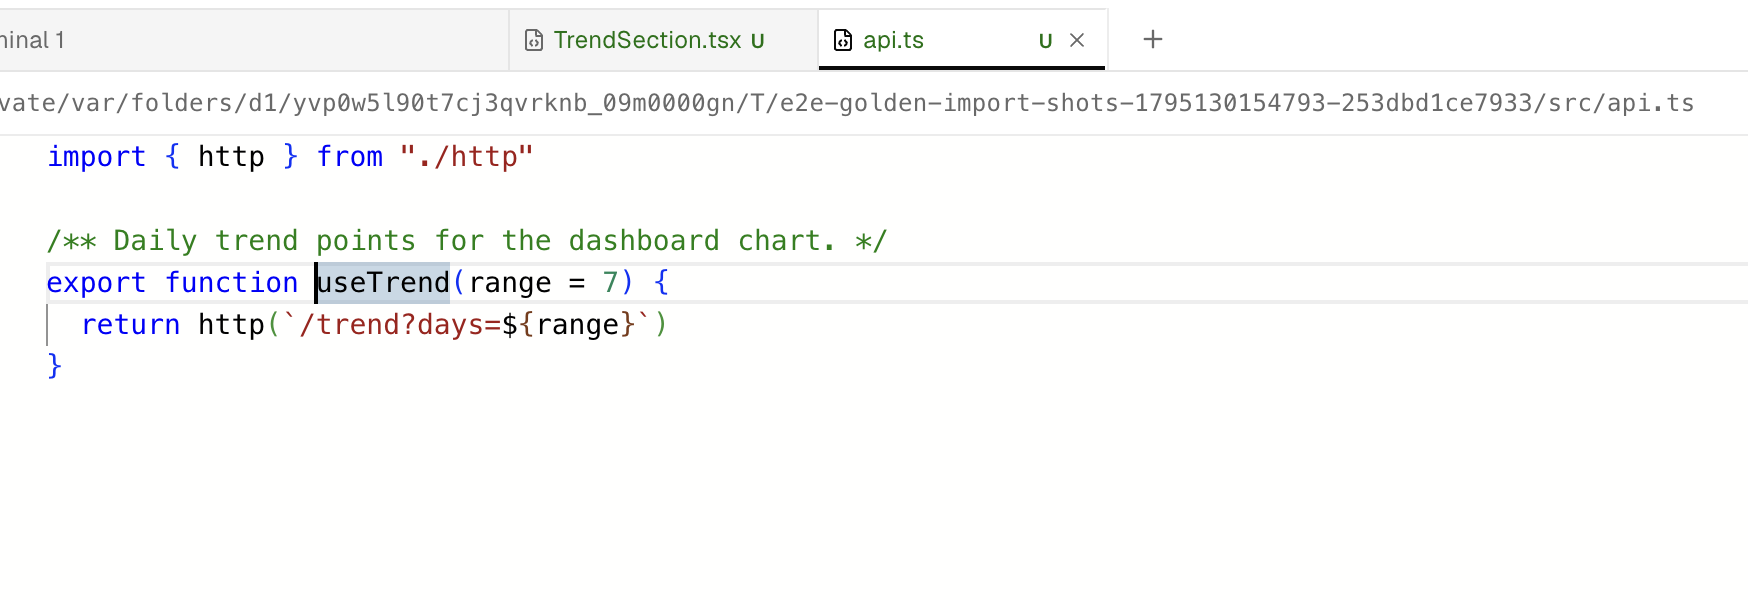 minal 1
TrendSection.tsx U
api.ts U
vate/var/folders/d1/yvp0w5l90t7cj3qvrknb_09m0000gn/T/e2e-golden-import-shots-1795130154793-253dbd1ce7933/src/api.ts
import { http } from "./http"
/** Daily trend points for the dashboard chart. */
export function useTrend(range = 7) {
  return http(`/trend?days=${range}`)
}